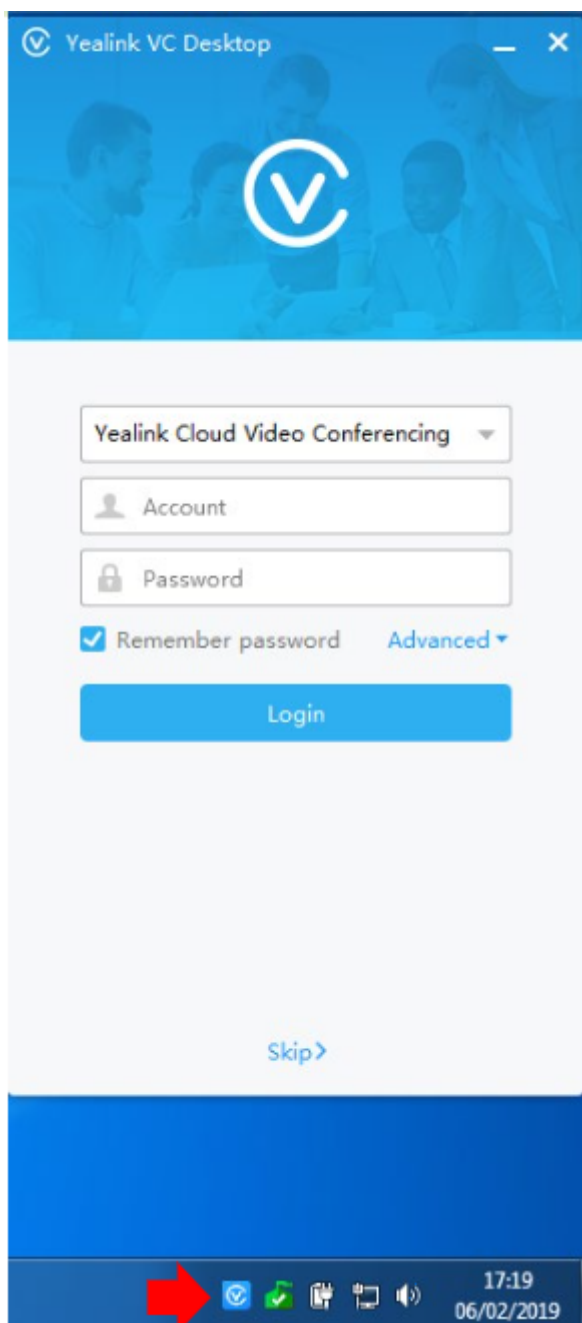 Yealink VC Desktop
Yealink Cloud Video Conferencing
Account
Password
Remember password Advanced
Login
Skip>
17:19
06/02/2019